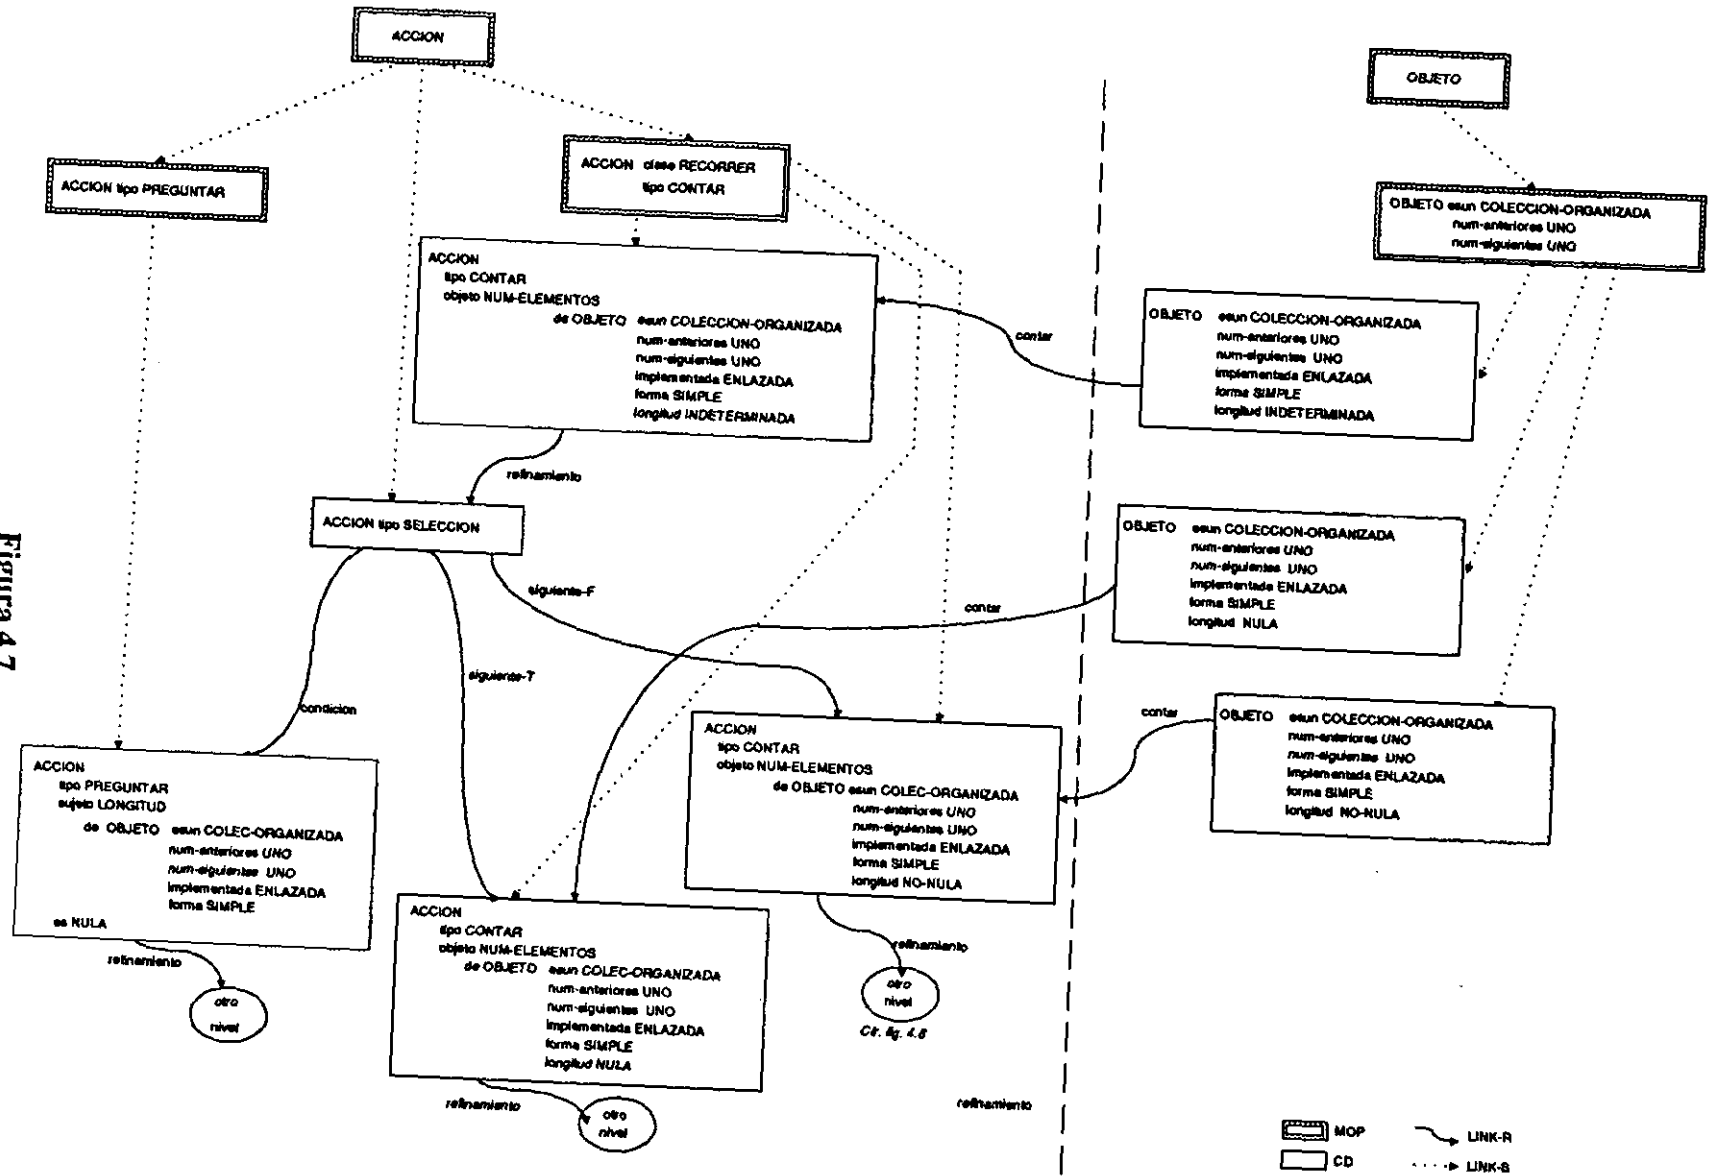 ACCION
OBJETO
ACCION tipo PREGUNTAR
ACCION clase RECORRER
tipo CONTAR
OBJETO esun COLECCION-ORGANIZADA
num-anteriores UNO
num-siguientes UNO
ACCION
tipo CONTAR
objeto NUM-ELEMENTOS
de OBJETO esun COLECCION-ORGANIZADA
num-anteriores UNO
num-siguientes UNO
implementada ENLAZADA
forma SIMPLE
longitud INDETERMINADA
contar
OBJETO esun COLECCION-ORGANIZADA
num-anteriores UNO
num-siguientes UNO
implementada ENLAZADA
forma SIMPLE
longitud INDETERMINADA
refinamiento
ACCION tipo SELECCION
siguiente-F
contar
OBJETO esun COLECCION-ORGANIZADA
num-anteriores UNO
num-siguientes UNO
implementada ENLAZADA
forma SIMPLE
longitud NULA
siguiente-T
condicion
contar
OBJETO esun COLECCION-ORGANIZADA
num-anteriores UNO
num-siguientes UNO
implementada ENLAZADA
forma SIMPLE
longitud NO-NULA
ACCION
tipo CONTAR
objeto NUM-ELEMENTOS
de OBJETO esun COLEC-ORGANIZADA
num-anteriores UNO
num-siguientes UNO
implementada ENLAZADA
forma SIMPLE
longitud NO-NULA
ACCION
tipo PREGUNTAR
sujeto LONGITUD
de OBJETO esun COLEC-ORGANIZADA
num-anteriores UNO
num-siguientes UNO
implementada ENLAZADA
forma SIMPLE
es NULA
refinamiento
otro
nivel
ACCION
tipo CONTAR
objeto NUM-ELEMENTOS
de OBJETO esun COLEC-ORGANIZADA
num-anteriores UNO
num-siguientes UNO
implementada ENLAZADA
forma SIMPLE
longitud NULA
refinamiento
otro
nivel
refinamiento
otro
nivel
Cfr. fig. 4.8
refinamiento
MOP
LINK-R
CD
LINK-S
Figura 4.7